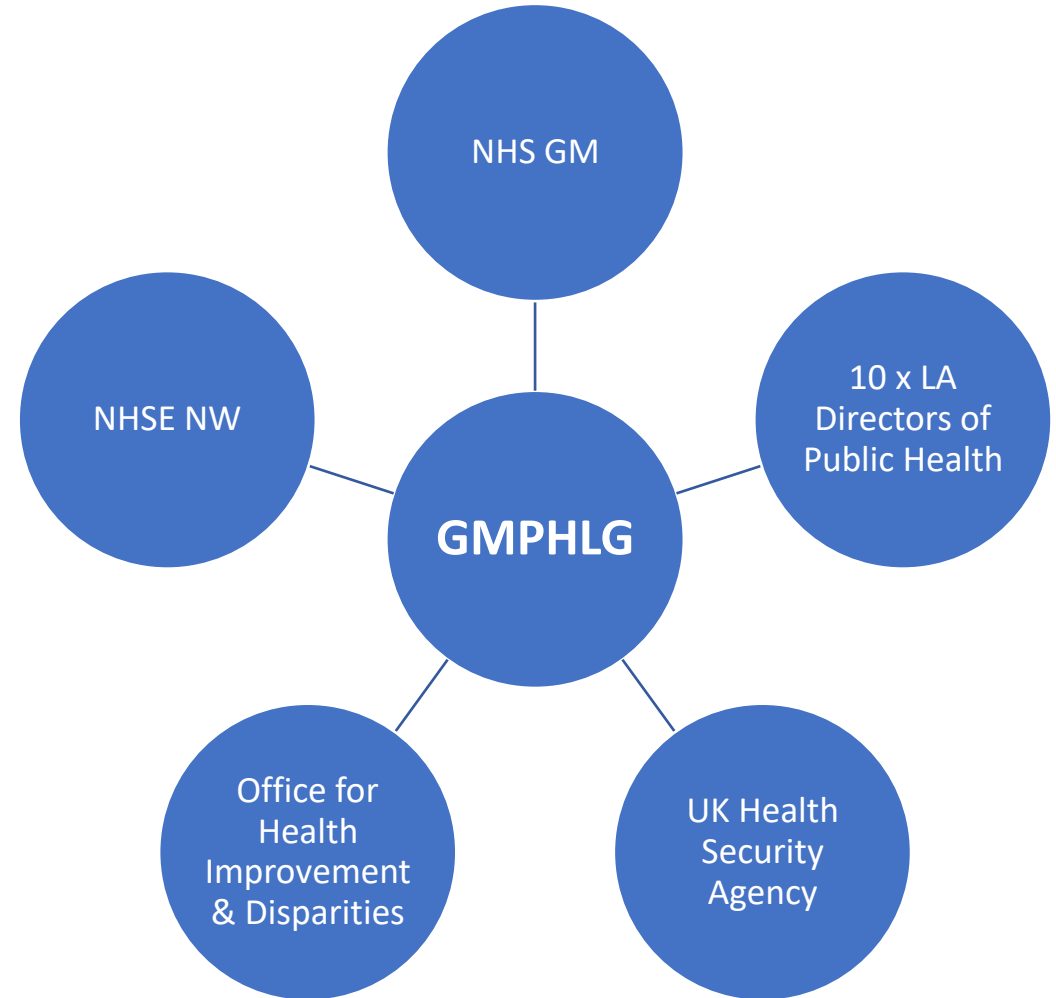 NHS GM
10 x LA
Directors of
Public Health
NHSE NW
GMPHLG
Office for
Health
Improvement
& Disparities
UK Health
Security
Agency